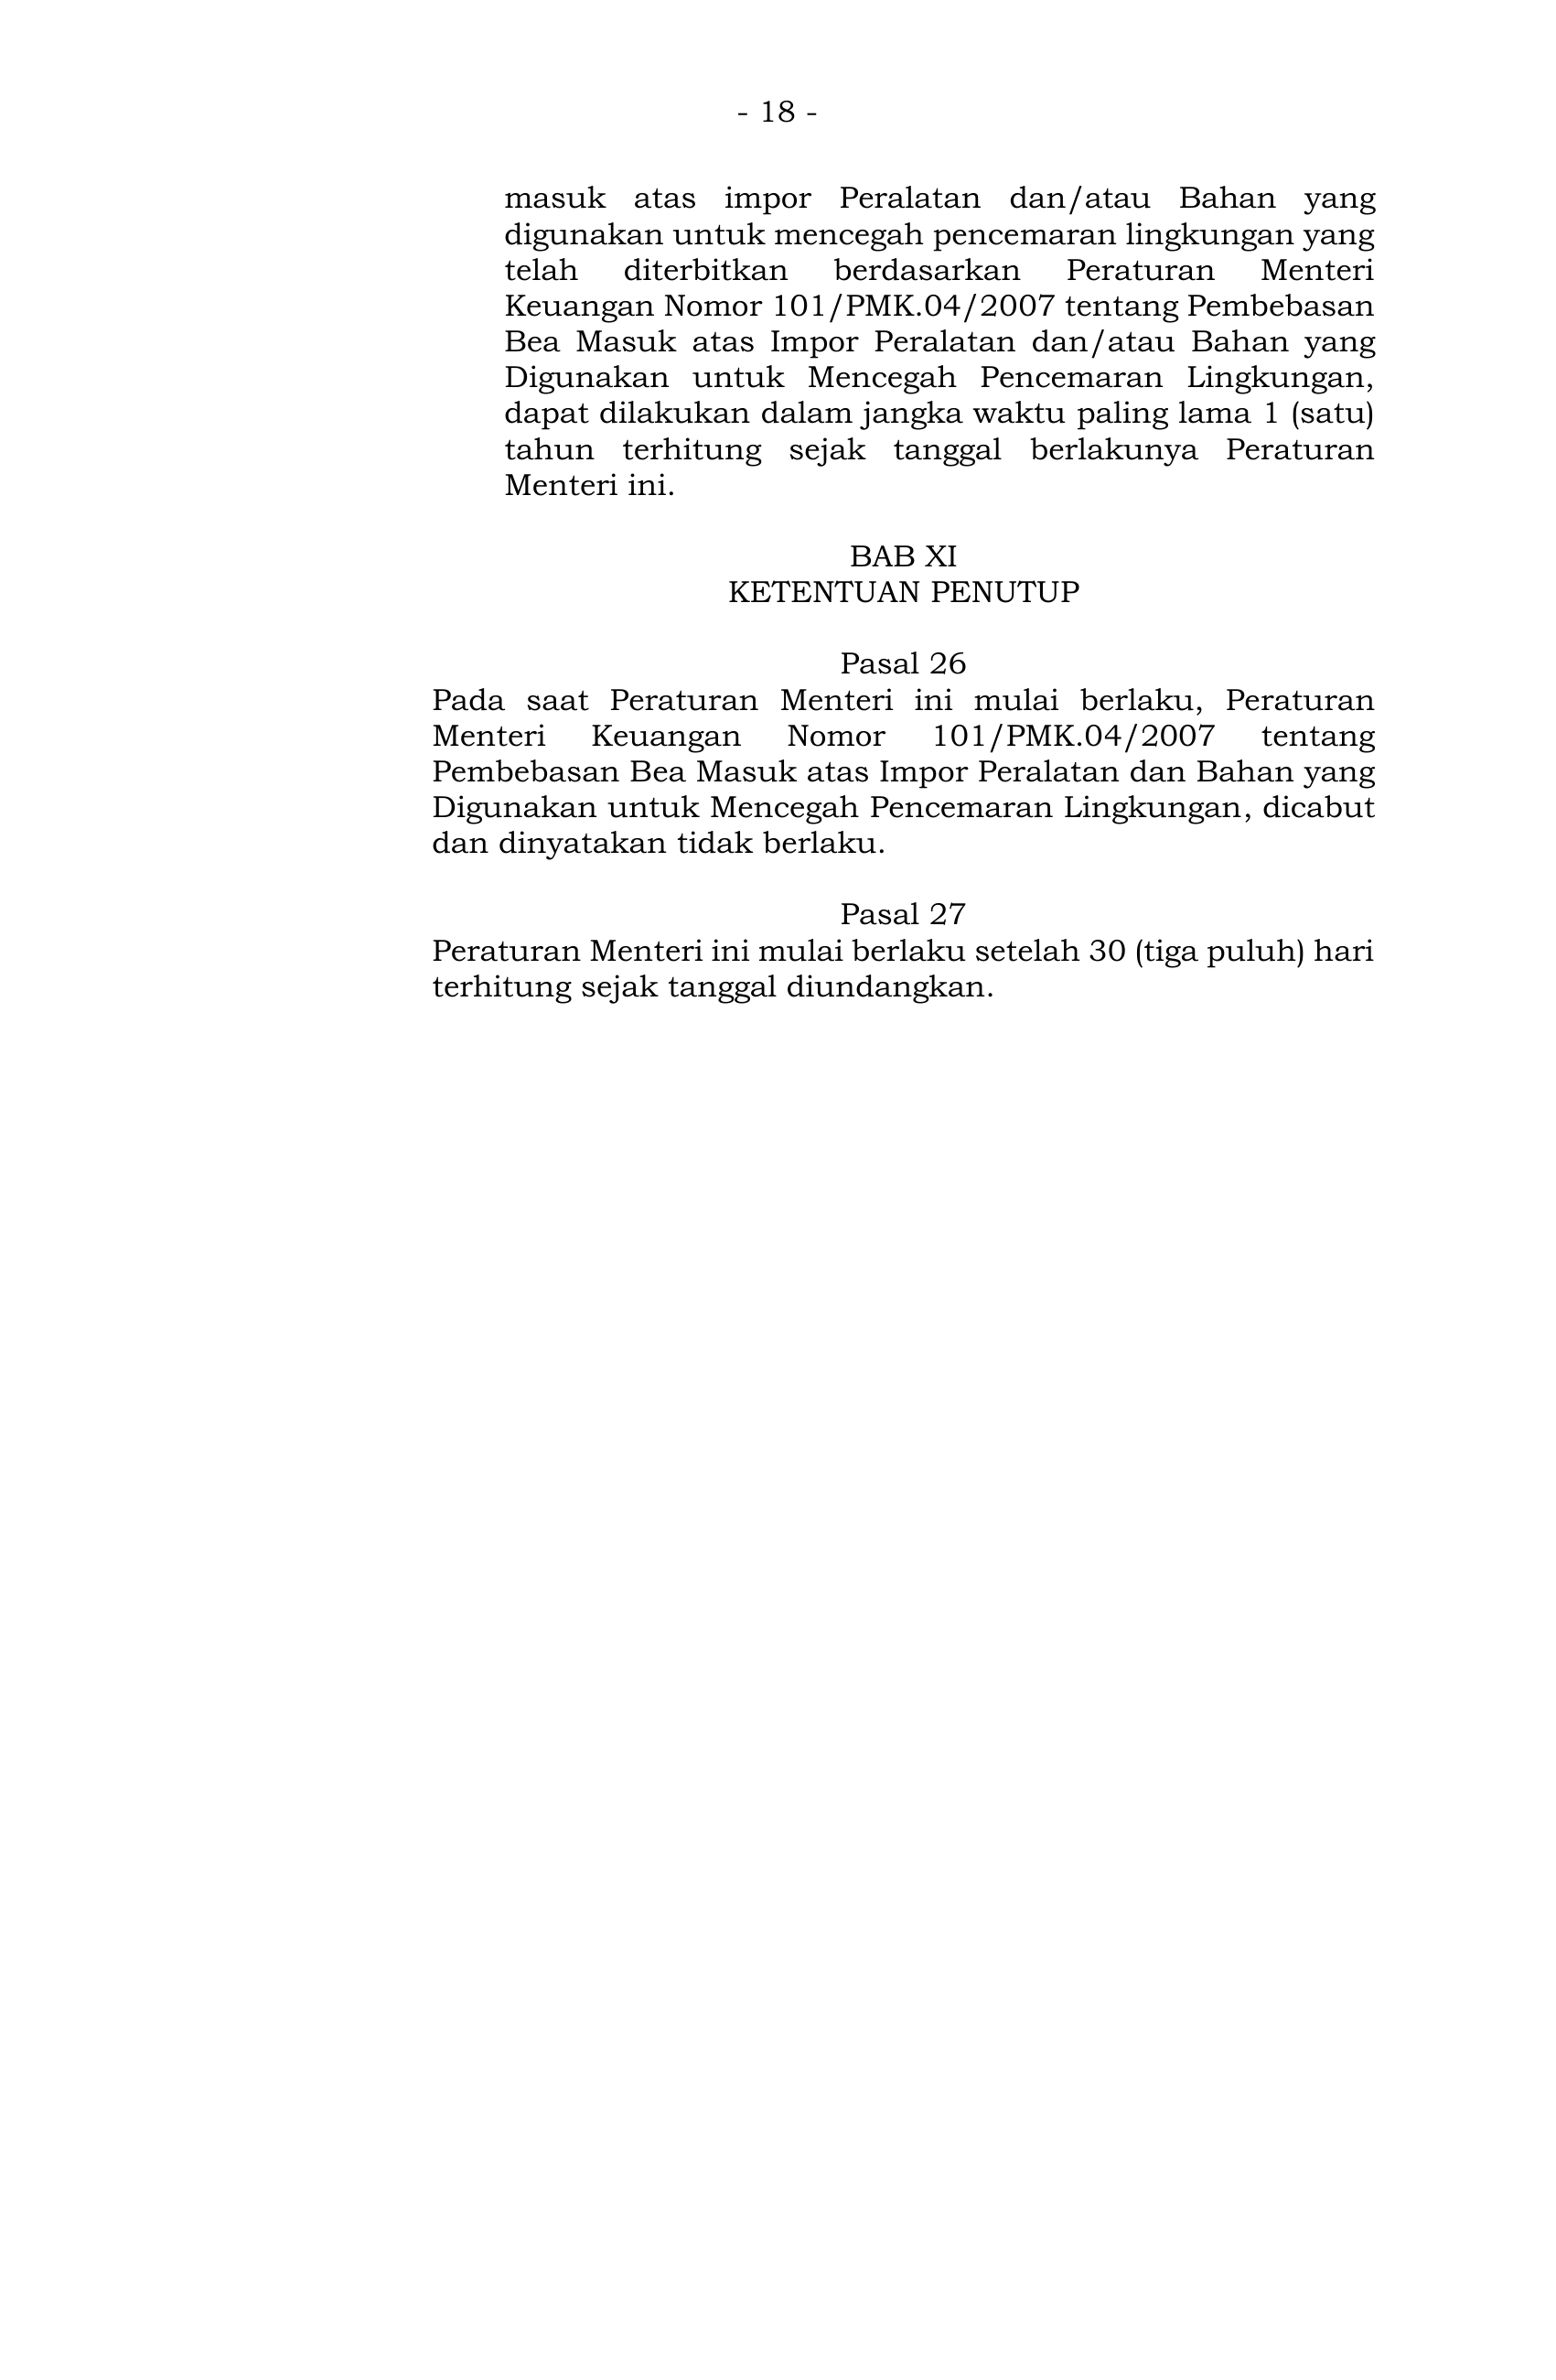 - 18 -
masuk atas impor Peralatan dan/atau Bahan yang
digunakan untuk mencegah pencemaran lingkungan yang
telah diterbitkan berdasarkan Peraturan Menteri
Keuangan Nomor 101/PMK.04/2007 tentang Pembebasan
Bea Masuk atas Impor Peralatan dan/atau Bahan yang
Digunakan untuk Mencegah Pencemaran Lingkungan,
dapat dilakukan dalam jangka waktu paling lama 1 (satu)
tahun terhitung sejak tanggal berlakunya Peraturan
Menteri ini.
BAB XI
KETENTUAN PENUTUP
Pasal 26
Pada saat Peraturan Menteri ini mulai berlaku, Peraturan
Menteri Keuangan Nomor 101/PMK.04/2007 tentang
Pembebasan Bea Masuk atas Impor Peralatan dan Bahan yang
Digunakan untuk Mencegah Pencemaran Lingkungan, dicabut
dan dinyatakan tidak berlaku.
Pasal 27
Peraturan Menteri ini mulai berlaku setelah 30 (tiga puluh) hari
terhitung sejak tanggal diundangkan.